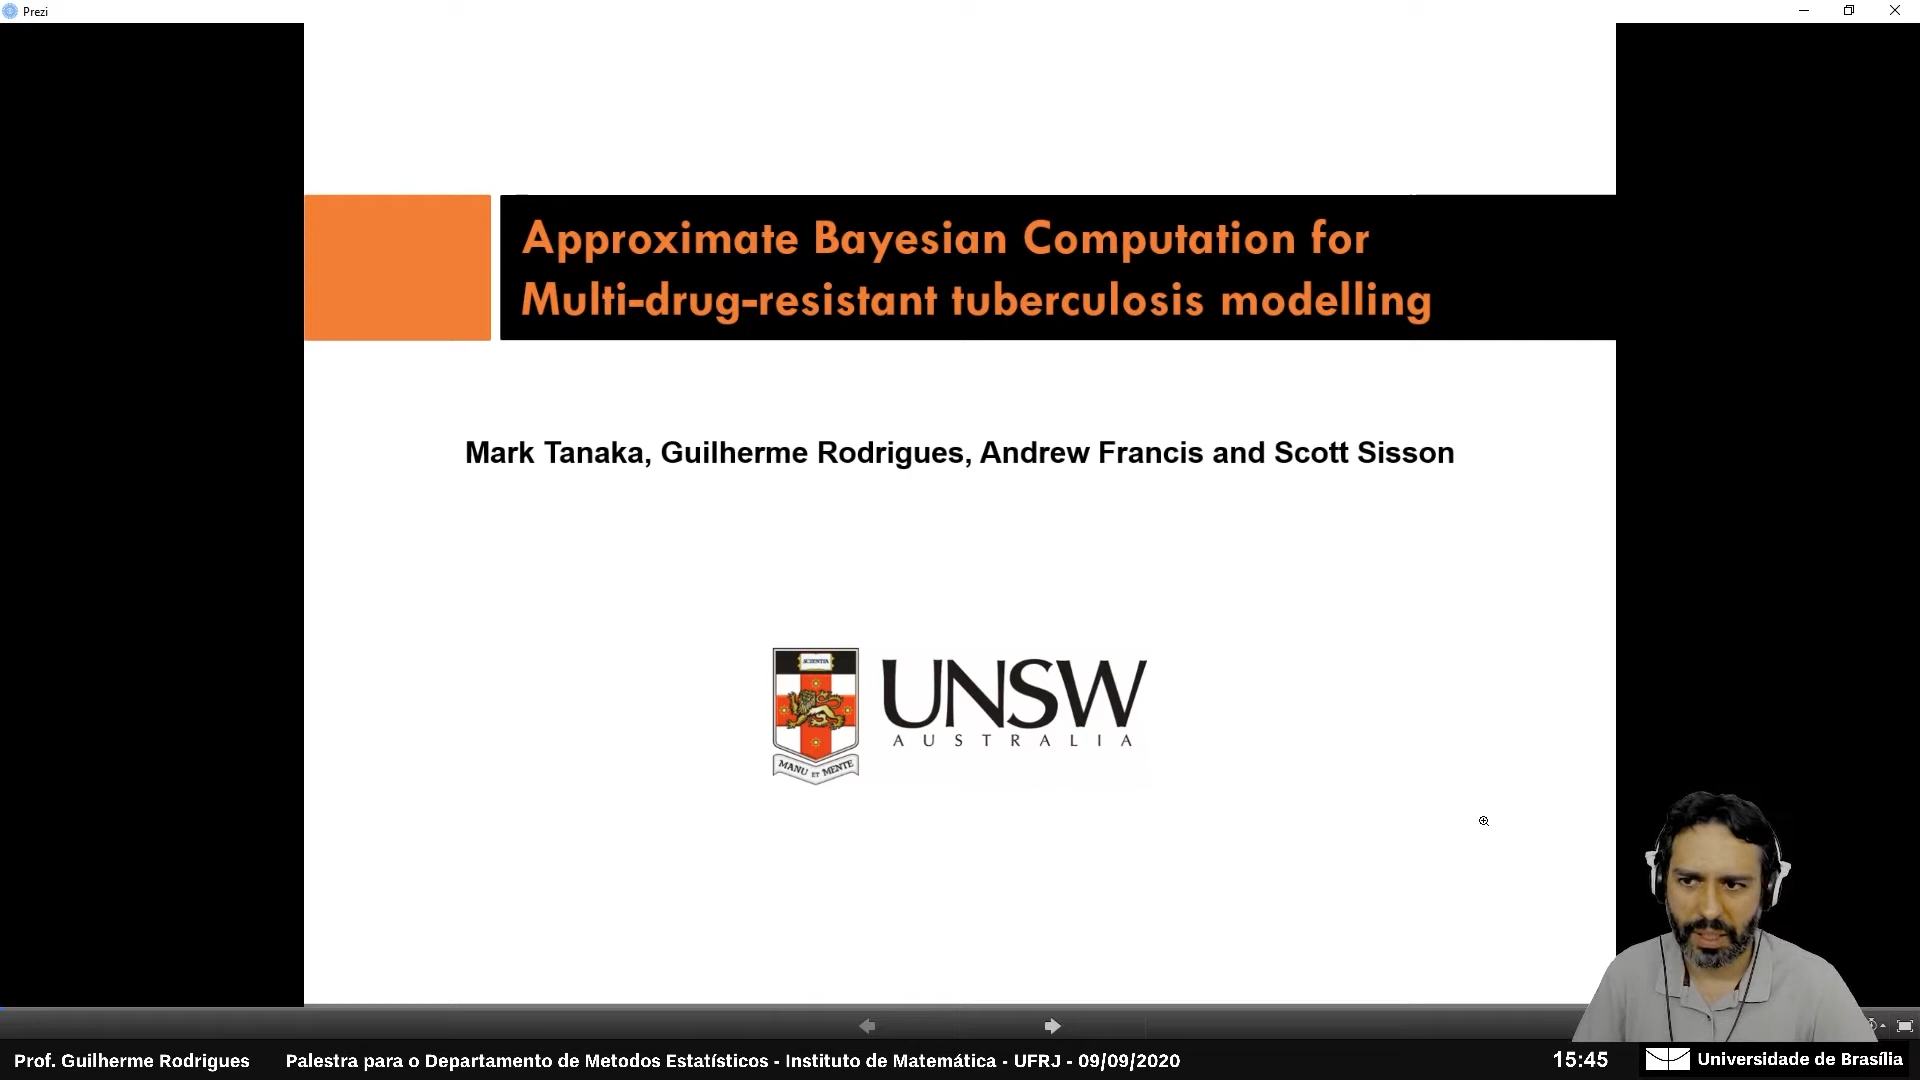 Prezi
Approximate Bayesian Computation for
Multi-drug-resistant tuberculosis modelling
Mark Tanaka, Guilherme Rodrigues, Andrew Francis and Scott Sisson
SCIENTIA
UNSW
AUSTRALIA
MANU ET MENTE
Prof. Guilherme Rodrigues
Palestra para o Departamento de Metodos Estatísticos - Instituto de Matemática - UFRJ - 09/09/2020
15:45
Universidade de Brasília